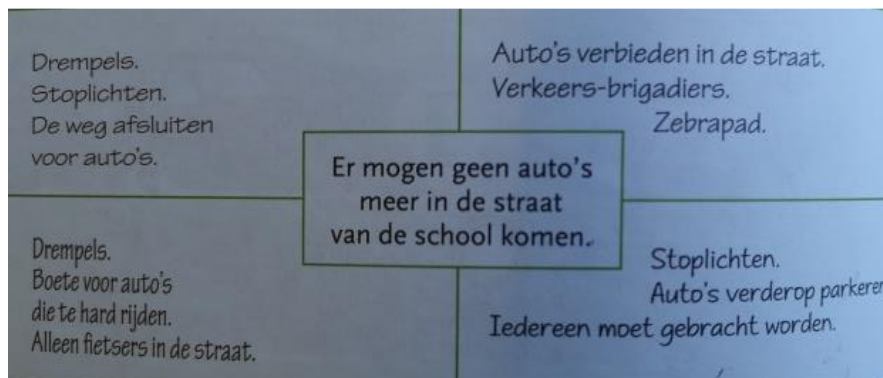 Drempels.
Stoplichten.
De weg afsluiten
voor auto's.
Auto's verbieden in de straat.
Verkeers-brigadiers.
Zebrapad.
Er mogen geen auto's
meer in de straat
van de school komen.
Drempels.
Boete voor auto's
die te hard rijden.
Alleen fietsers in de straat.
Stoplichten.
Auto's verderop parkeren
Iedereen moet gebracht worden.